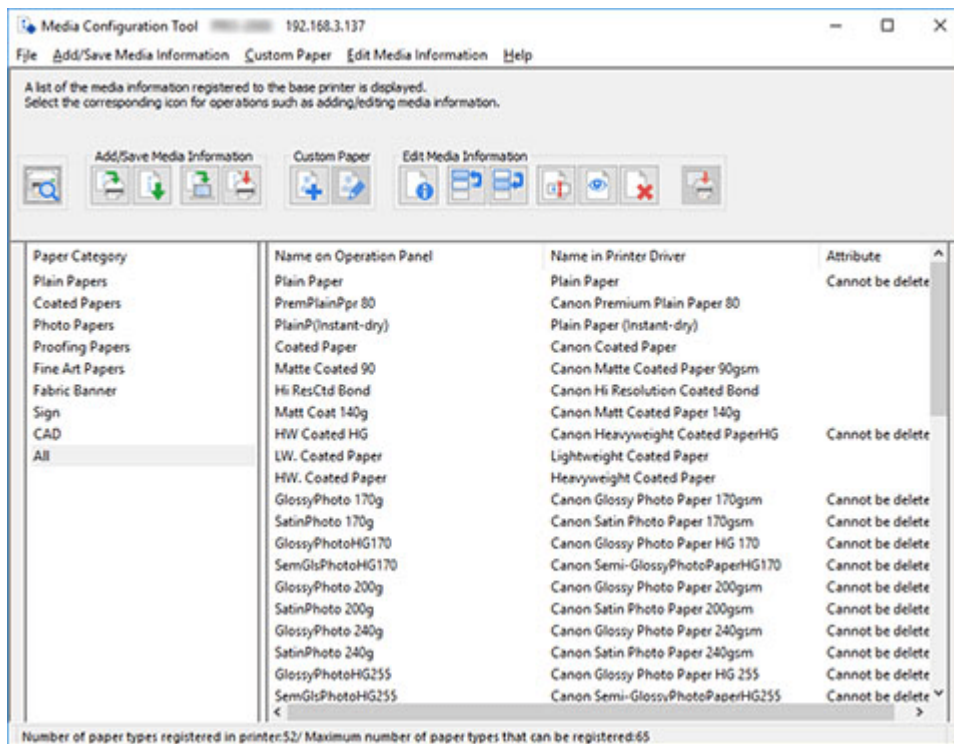 Media Configuration Tool 192.168.3.137
File Add/Save Media Information Custom Paper Edit Media Information Help
A list of the media information registered to the base printer is displayed.
Select the corresponding icon for operations such as adding/editing media information.
Add/Save Media Information Custom Paper Edit Media Information
Paper Category
Plain Papers
Coated Papers
Photo Papers
Proofing Papers
Fine Art Papers
Fabric Banner
Sign
CAD
All
Name on Operation Panel Name in Printer Driver Attribute
Plain Paper Plain Paper Cannot be delete
PremPlainPpr 80 Canon Premium Plain Paper 80
PlainP(Instant-dry) Plain Paper (Instant-dry)
Coated Paper Canon Coated Paper
Matte Coated 90 Canon Matte Coated Paper 90gsm
Hi ResCtd Bond Canon Hi Resolution Coated Bond
Matt Coat 140g Canon Matt Coated Paper 140g
HW Coated HG Canon Heavyweight Coated PaperHG Cannot be delete
LW. Coated Paper Lightweight Coated Paper
HW. Coated Paper Heavyweight Coated Paper
GlossyPhoto 170g Canon Glossy Photo Paper 170gsm Cannot be delete
SatinPhoto 170g Canon Satin Photo Paper 170gsm Cannot be delete
GlossyPhotoHG170 Canon Glossy Photo Paper HG 170 Cannot be delete
SemGlsPhotoHG170 Canon Semi-GlossyPhotoPaperHG170 Cannot be delete
GlossyPhoto 200g Canon Glossy Photo Paper 200gsm Cannot be delete
SatinPhoto 200g Canon Satin Photo Paper 200gsm Cannot be delete
GlossyPhoto 240g Canon Glossy Photo Paper 240gsm Cannot be delete
SatinPhoto 240g Canon Satin Photo Paper 240gsm Cannot be delete
GlossyPhotoHG255 Canon Glossy Photo Paper HG 255 Cannot be delete
SemGlsPhotoHG255 Canon Semi-GlossyPhotoPaperHG255 Cannot be delete
Number of paper types registered in printer:52/ Maximum number of paper types that can be registered:65